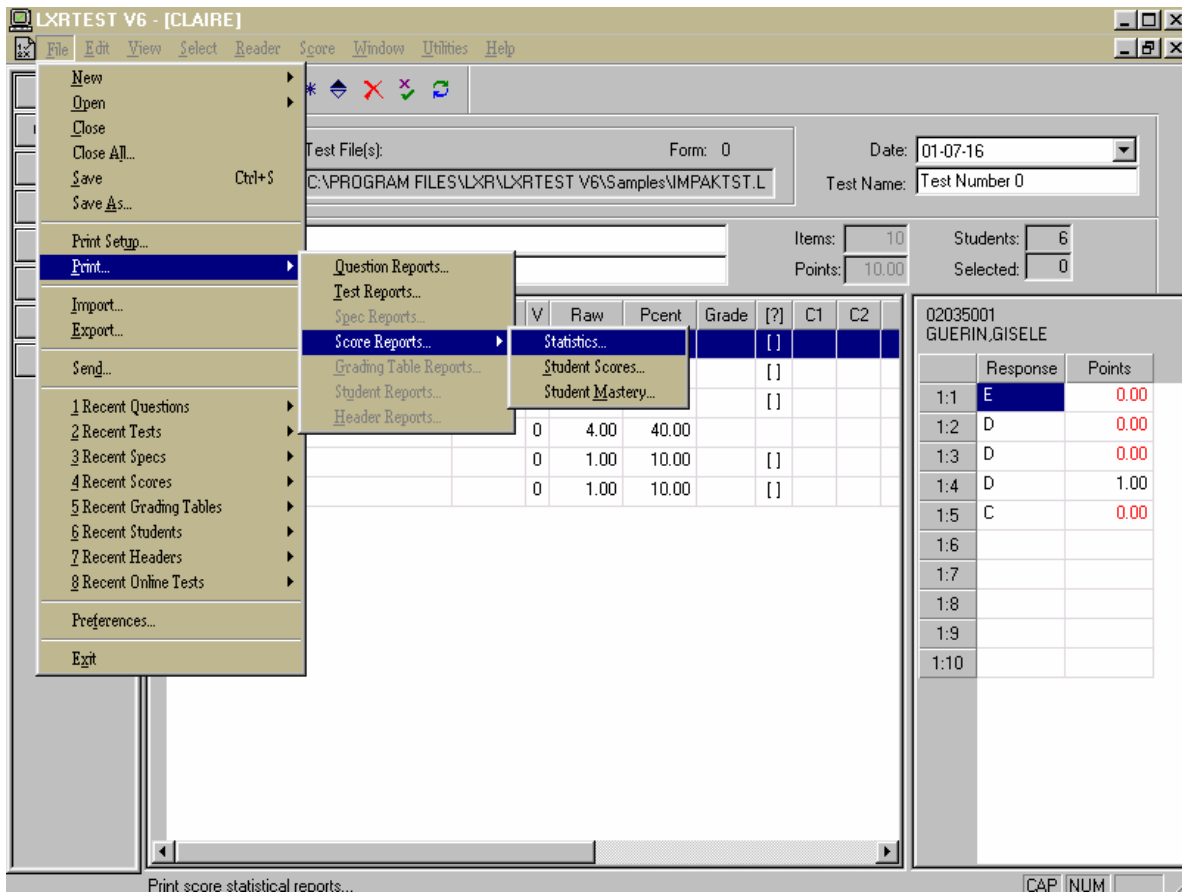 LXRTEST V6 - [CLAIRE]
File Edit View Select Reader Score Window Utilities Help
New
Open
Close
Close All...
Save Ctrl+S
Save As...
Print Setup...
Print...
Import...
Export...
Send...
1 Recent Questions
2 Recent Tests
3 Recent Specs
4 Recent Scores
5 Recent Grading Tables
6 Recent Students
7 Recent Headers
8 Recent Online Tests
Preferences...
Exit
Question Reports...
Test Reports...
Spec Reports...
Score Reports...
Grading Table Reports...
Student Reports...
Header Reports...
Statistics...
Student Scores...
Student Mastery...
Test File(s): Form: 0
C:\PROGRAM FILES\LXR\LXRTEST V6\Samples\IMPAKTST.L
Date: 01-07-16
Test Name: Test Number 0
Items: 10 Students: 6
Points: 10.00 Selected: 0
V Raw Pcent Grade [?] C1 C2
[ ]
[ ]
[ ]
0 4.00 40.00
0 1.00 10.00 [ ]
0 1.00 10.00 [ ]
02035001
GUERIN,GISELE
Response Points
1:1 E 0.00
1:2 D 0.00
1:3 D 0.00
1:4 D 1.00
1:5 C 0.00
1:6
1:7
1:8
1:9
1:10
Print score statistical reports...
CAP NUM